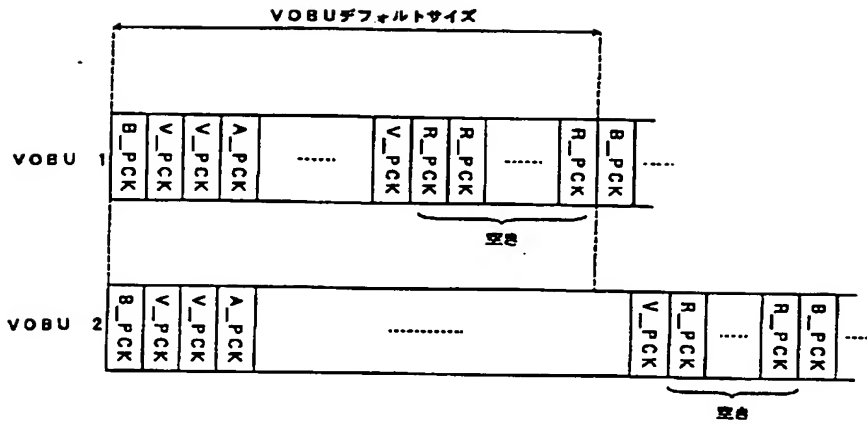 VOBUデフォルトサイズ
VOBU 1
B_PCK V_PCK V_PCK A_PCK ...... V_PCK R_PCK R_PCK ...... R_PCK B_PCK .....
空き
VOBU 2
B_PCK V_PCK V_PCK A_PCK .......... V_PCK R_PCK ..... R_PCK B_PCK ....
空き